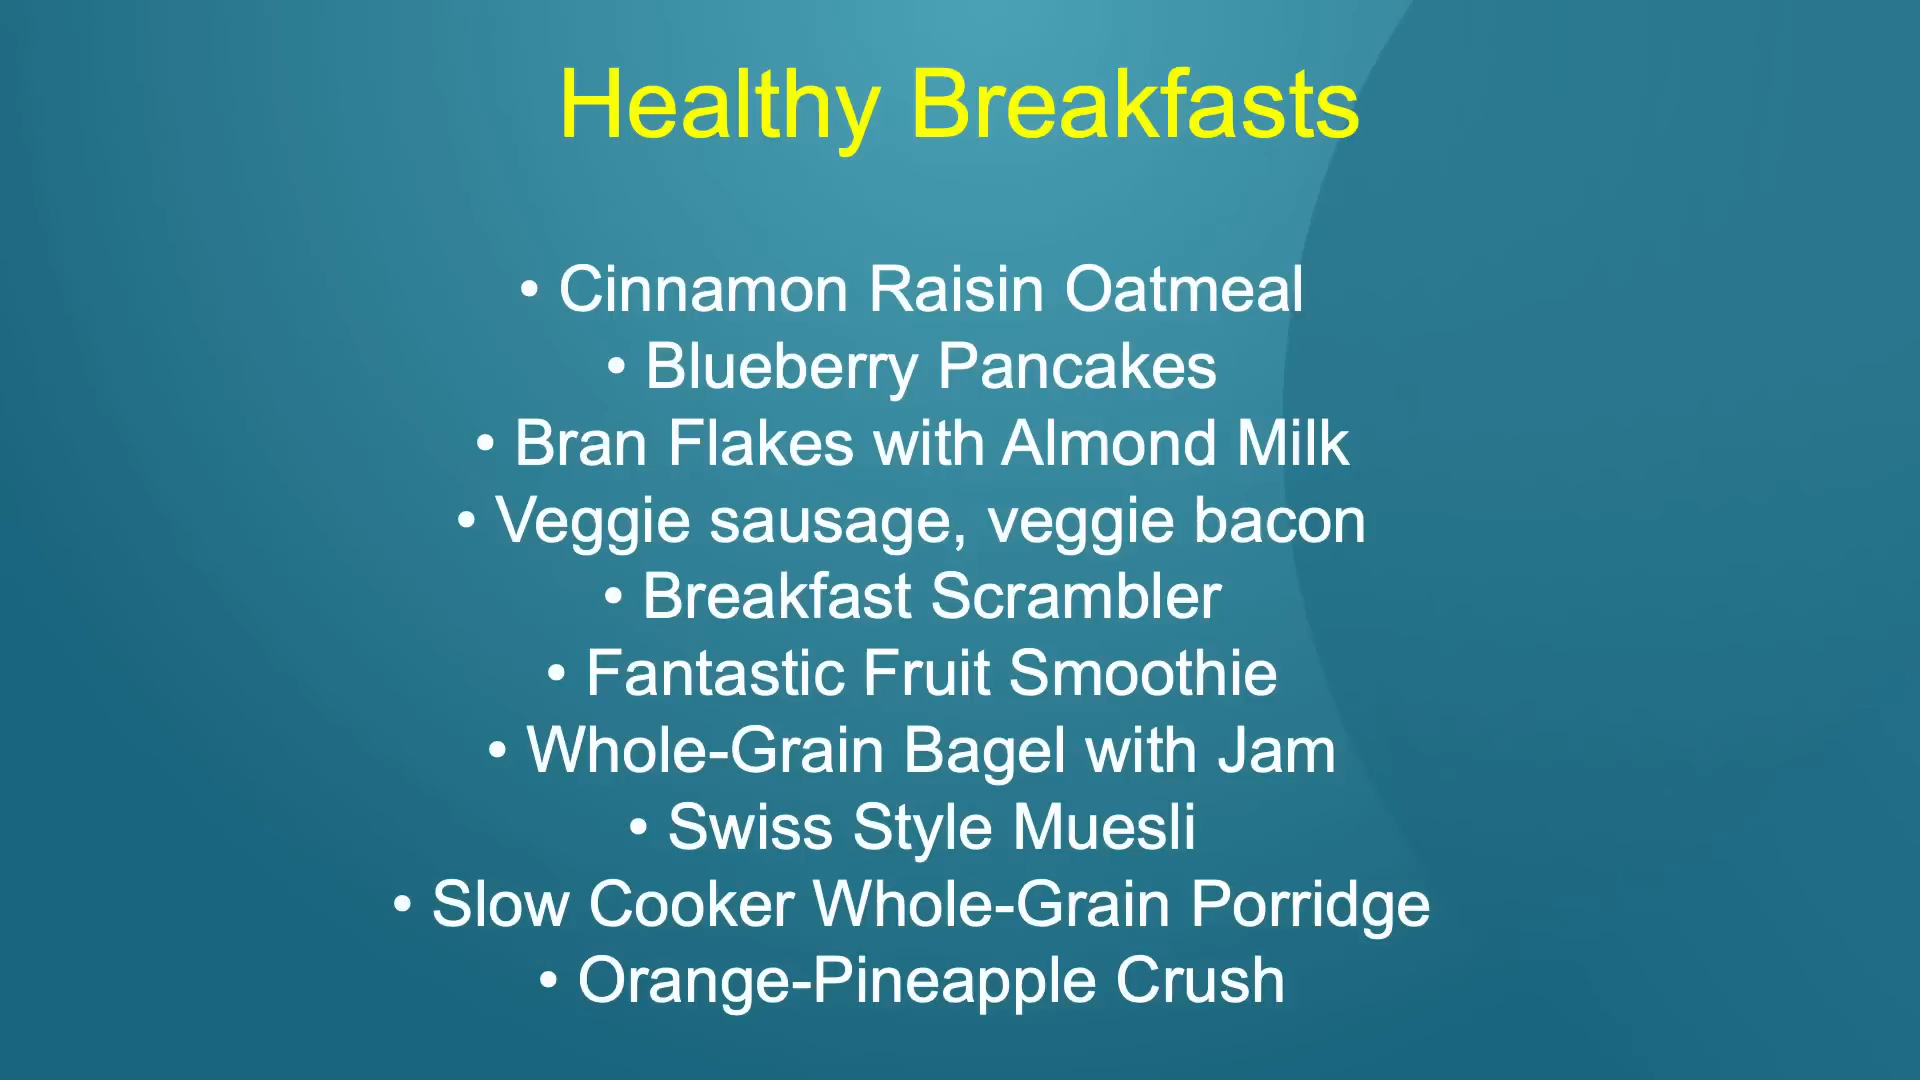 Healthy Breakfasts
• Cinnamon Raisin Oatmeal
• Blueberry Pancakes
• Bran Flakes with Almond Milk
• Veggie sausage, veggie bacon
• Breakfast Scrambler
• Fantastic Fruit Smoothie
• Whole-Grain Bagel with Jam
• Swiss Style Muesli
• Slow Cooker Whole-Grain Porridge
• Orange-Pineapple Crush